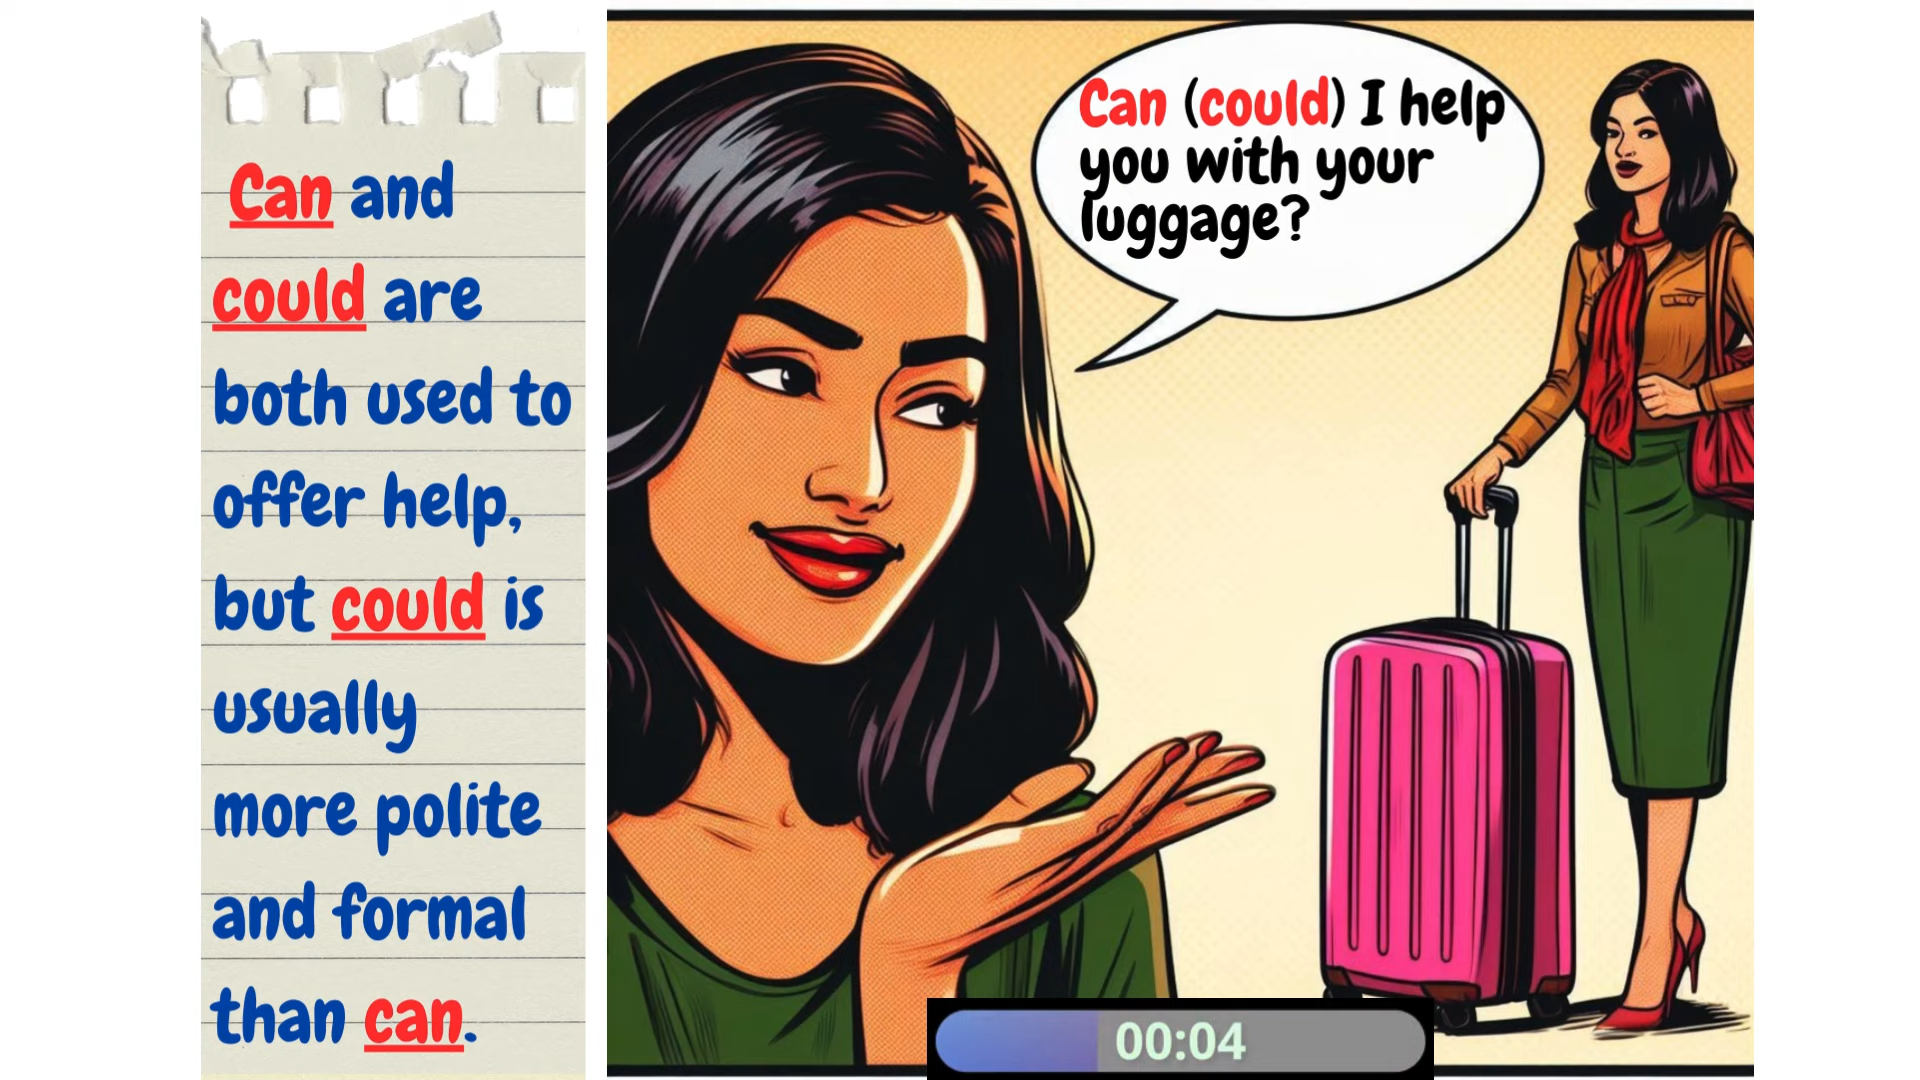 Can and
could are
both used to
offer help,
but could is
usually
more polite
and formal
than can.
Can (could) I help
you with your
luggage?
00:04